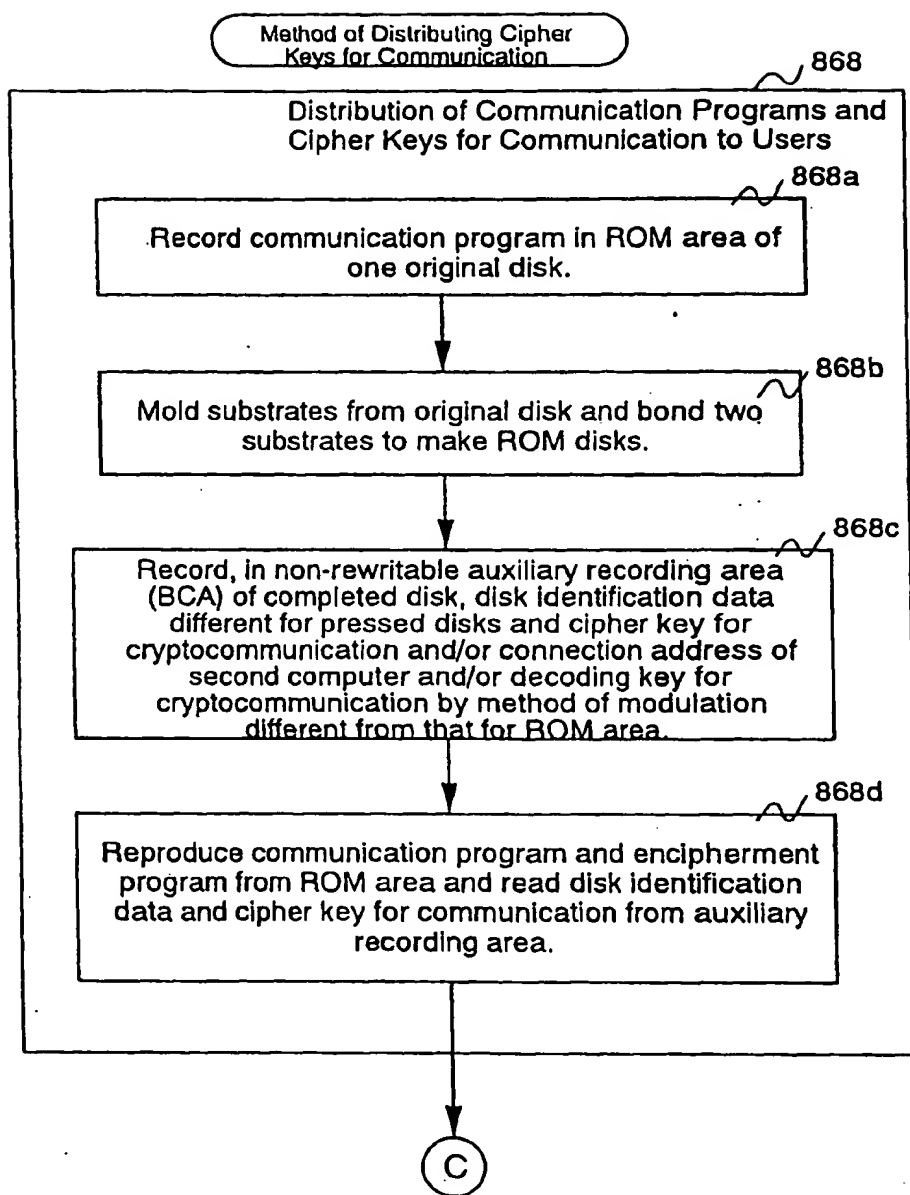 Method of Distributing Cipher
Keys for Communication
868
Distribution of Communication Programs and
Cipher Keys for Communication to Users
868a
Record communication program in ROM area of
one original disk.
868b
Mold substrates from original disk and bond two
substrates to make ROM disks.
868c
Record, in non-rewritable auxiliary recording area
(BCA) of completed disk, disk identification data
different for pressed disks and cipher key for
cryptocommunication and/or connection address of
second computer and/or decoding key for
cryptocommunication by method of modulation
different from that for ROM area.
868d
Reproduce communication program and encipherment
program from ROM area and read disk identification
data and cipher key for communication from auxiliary
recording area.
C